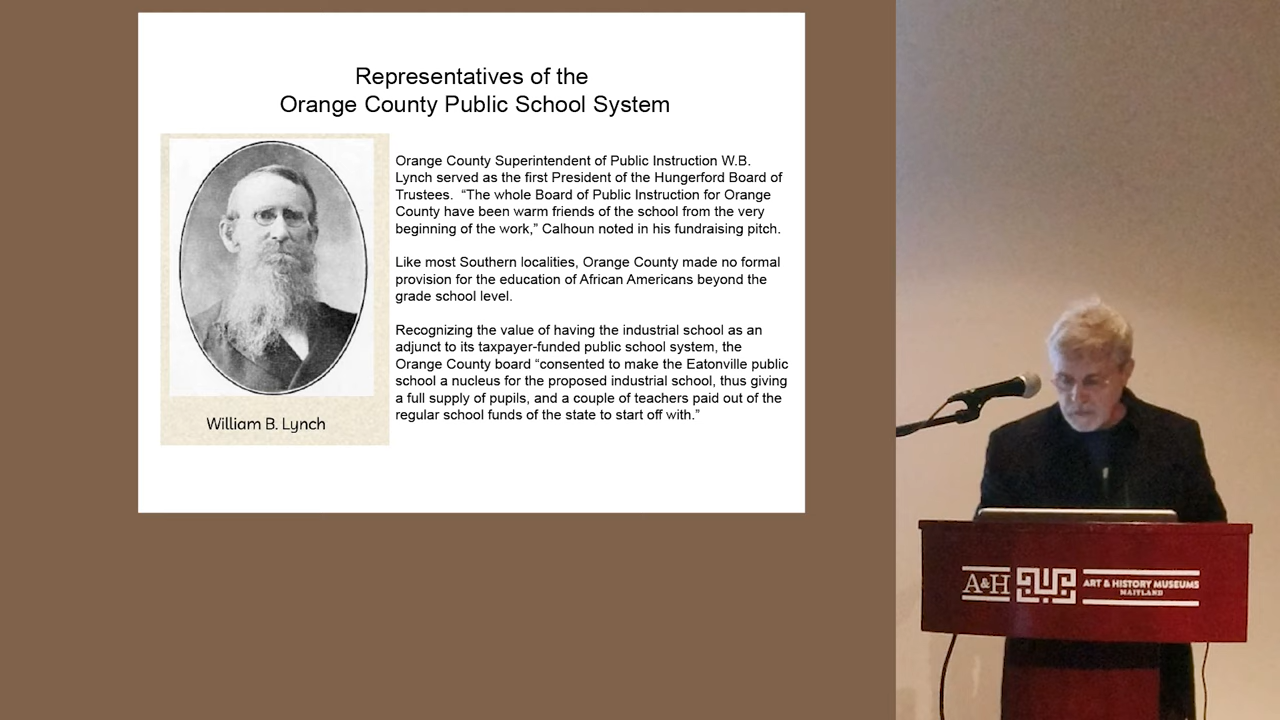 Representatives of the
Orange County Public School System
Orange County Superintendent of Public Instruction W.B.
Lynch served as the first President of the Hungerford Board of
Trustees. “The whole Board of Public Instruction for Orange
County have been warm friends of the school from the very
beginning of the work,” Calhoun noted in his fundraising pitch.
Like most Southern localities, Orange County made no formal
provision for the education of African Americans beyond the
grade school level.
Recognizing the value of having the industrial school as an
adjunct to its taxpayer-funded public school system, the
Orange County board “consented to make the Eatonville public
school a nucleus for the proposed industrial school, thus giving
a full supply of pupils, and a couple of teachers paid out of the
regular school funds of the state to start off with.”
William B. Lynch
A&H
ART & HISTORY MUSEUMS
MAITLAND